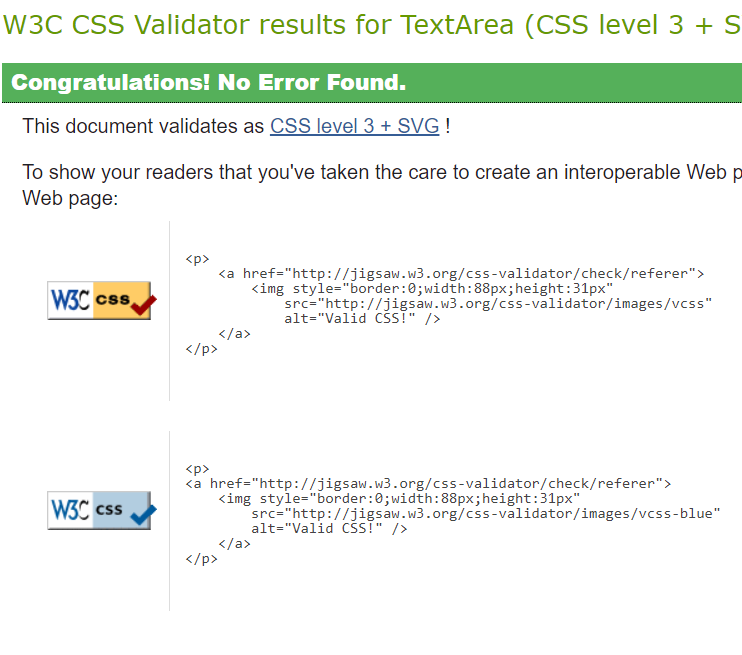 W3C CSS Validator results for TextArea (CSS level 3 + S
Congratulations! No Error Found.
This document validates as CSS level 3 + SVG !
To show your readers that you've taken the care to create an interoperable Web p
Web page:
<p>
<a href="http://jigsaw.w3.org/css-validator/check/referer">
<img style="border:0;width:88px;height:31px"
W3C css
src="http://jigsaw.w3.org/css-validator/images/vcss"
alt="Valid CSS!" />
</a>
</p>
<p>
<a href="http://jigsaw.w3.org/css-validator/check/referer">
<img style="border:0;width:88px;height:31px"
W3C css
src="http://jigsaw.w3.org/css-validator/images/vcss-blue"
alt="Valid CSS!" />
</a>
</p>